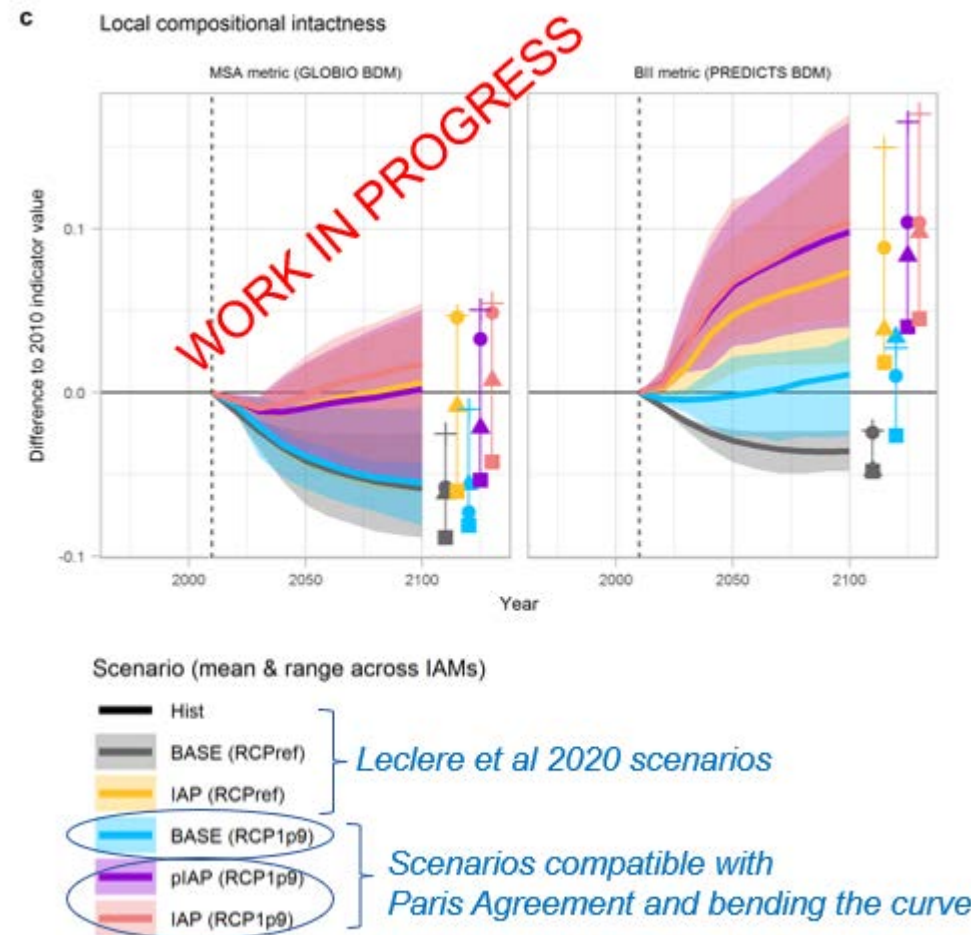 c
Local compositional intactness
MSA metric (GLOBIO BDM)
BII metric (PREDICTS BDM)
WORK IN PROGRESS
Difference to 2010 indicator value
0.1
0.0
-0.1
2000
2050
2100
2000
2050
2100
Year
Scenario (mean & range across IAMs)
Hist
BASE (RCPref)
IAP (RCPref)
Leclere et al 2020 scenarios
BASE (RCP1p9)
pIAP (RCP1p9)
IAP (RCP1p9)
Scenarios compatible with
Paris Agreement and bending the curve